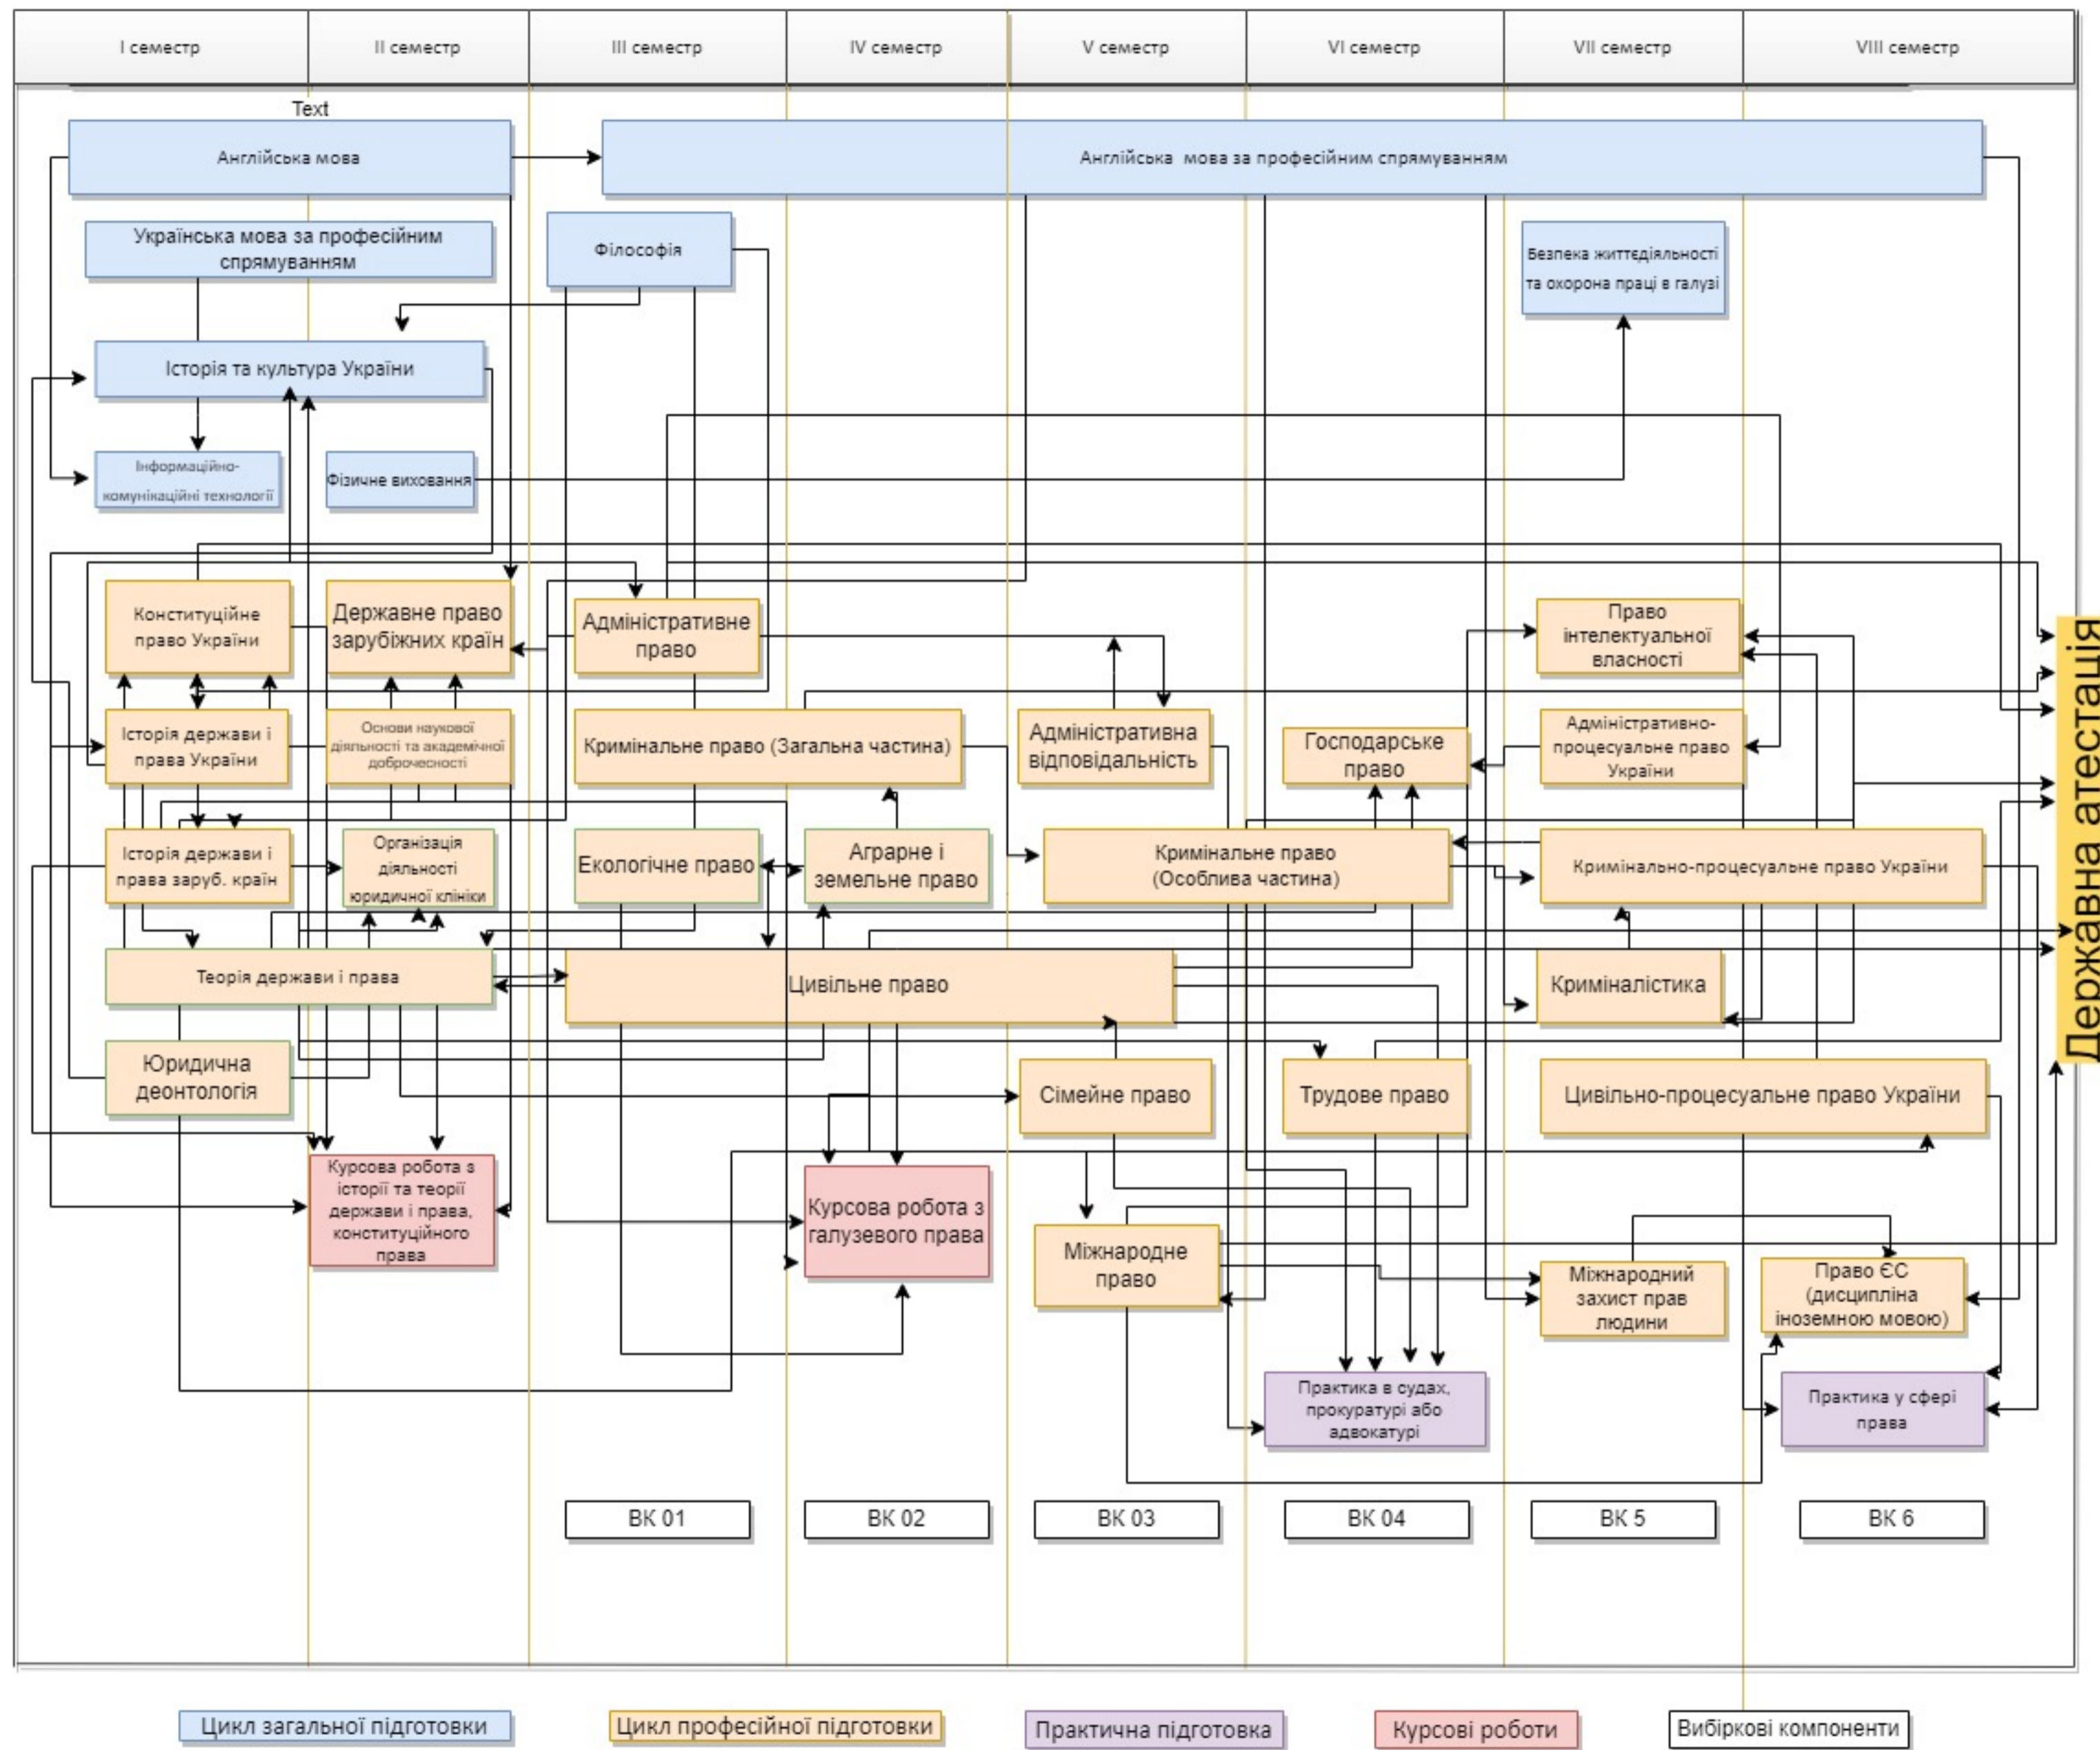 I семестр
II семестр
III семестр
IV семестр
V семестр
VI семестр
VII семестр
VIII семестр
Text
Англійська мова
Англійська мова за професійним спрямуванням
Українська мова за професійним
спрямуванням
Філософія
Безпека життєдіяльності
та охорона праці в галузі
Історія та культура України
Інформаційно-
комунікаційні технології
Фізичне виховання
Конституційне
право України
Державне право
зарубіжних країн
Адміністративне
право
Право
інтелектуальної
власності
Державна атестація
Історія держави і
права України
Основи наукової
діяльності та академічної
доброчесності
Кримінальне право (Загальна частина)
Адміністративна
відповідальність
Господарське
право
Адміністративно-
процесуальне право
України
Історія держави і
права заруб. країн
Організація
діяльності
юридичної клініки
Екологічне право
Аграрне і
земельне право
Кримінальне право
(Особлива частина)
Кримінально-процесуальне право України
Теорія держави і права
Цивільне право
Криміналістика
Юридична
деонтологія
Сімейне право
Трудове право
Цивільно-процесуальне право України
Курсова робота з
історії та теорії
держави і права,
конституційного
права
Курсова робота з
галузевого права
Міжнародне
право
Міжнародний
захист прав
людини
Право ЄС
(дисципліна
іноземною мовою)
Практика в судах,
прокуратурі або
адвокатурі
Практика у сфері
права
ВК 01
ВК 02
ВК 03
ВК 04
ВК 5
ВК 6
Цикл загальної підготовки
Цикл професійної підготовки
Практична підготовка
Курсові роботи
Вибіркові компоненти